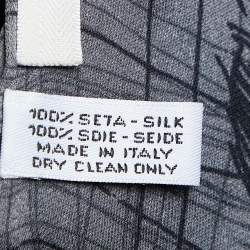 100% SETA - SILK
100% SOIE - SEIDE
MADE IN ITALY
DRY CLEAN ONLY